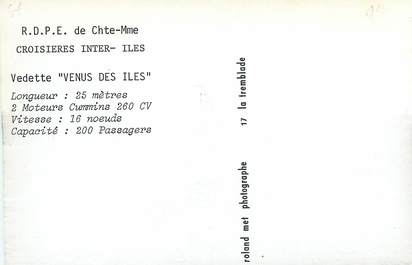 R.D.P.E. de Chte-Mme
CROISIERES INTER- ILES
Vedette "VENUS DES ILES"
Longueur : 25 mètres
2 Moteurs Cummins 260 CV
Vitesse : 16 noeuds
Capacité : 200 Passagers
roland met photographe 17 la tremblade